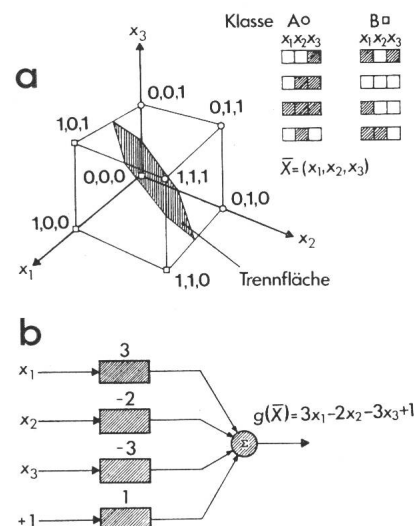 Klasse A○ B□
x₁x₂x₃ x₁x₂x₃
x₃
a
0,0,1
0,1,1
1,0,1
X̄=(x₁,x₂,x₃)
0,0,0
1,1,1
0,1,0
1,0,0
x₂
x₁
1,1,0
Trennfläche
b
3
x₁
-2
g(X̄)=3x₁-2x₂-3x₃+1
x₂
-3
Σ
x₃
1
+1